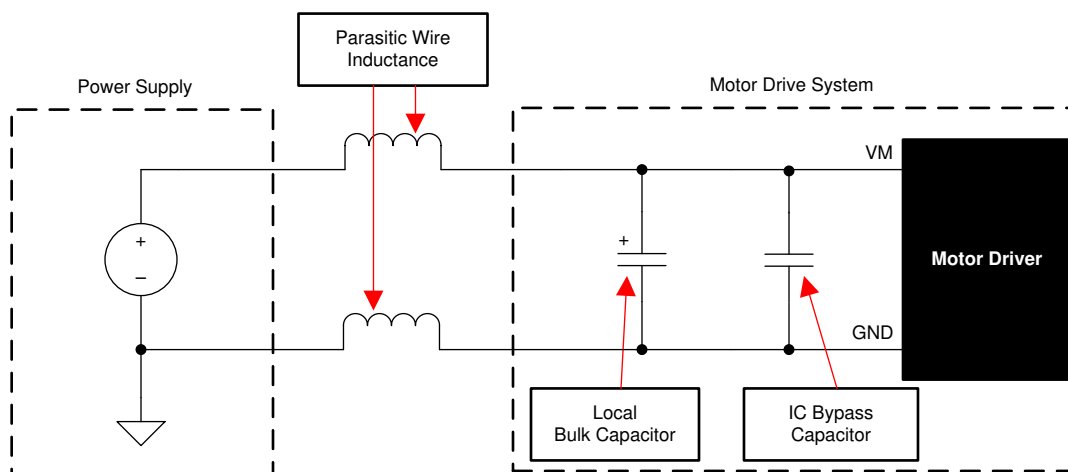 Parasitic Wire
Inductance
Power Supply
Motor Drive System
VM
+
−
+
Motor Driver
GND
Local
Bulk Capacitor
IC Bypass
Capacitor